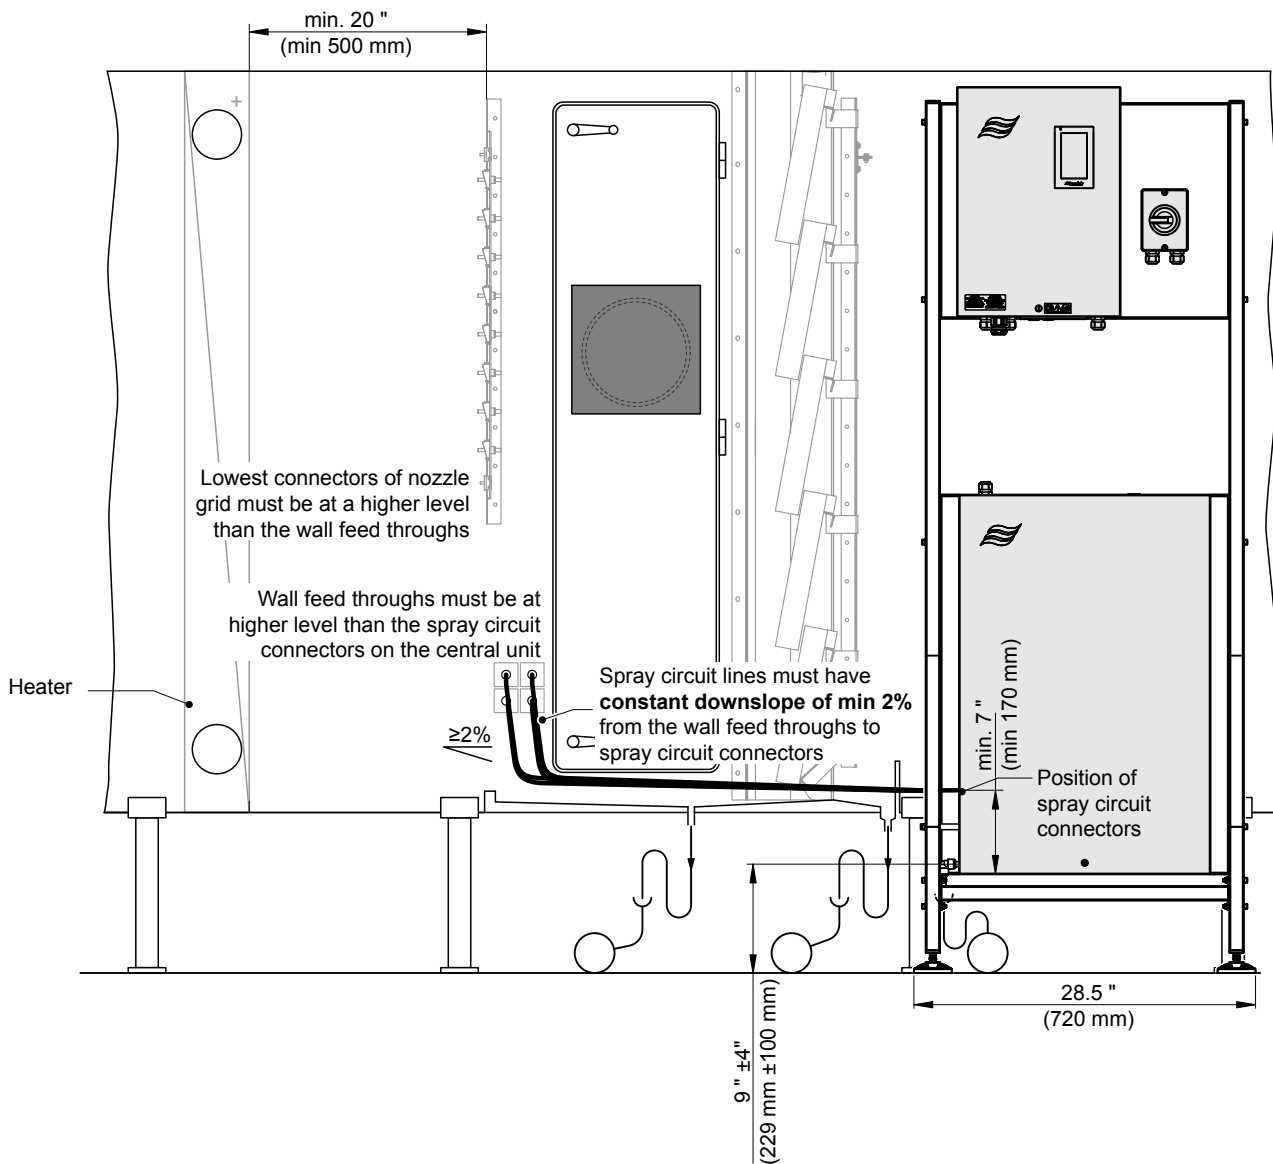 min. 20 "
(min 500 mm)
Lowest connectors of nozzle
grid must be at a higher level
than the wall feed throughs
Wall feed throughs must be at
higher level than the spray circuit
connectors on the central unit
Heater
≥2%
Spray circuit lines must have
constant downslope of min 2%
from the wall feed throughs to
spray circuit connectors
min. 7 "
(min 170 mm)
Position of
spray circuit
connectors
28.5 "
(720 mm)
9 " ±4"
(229 mm ±100 mm)